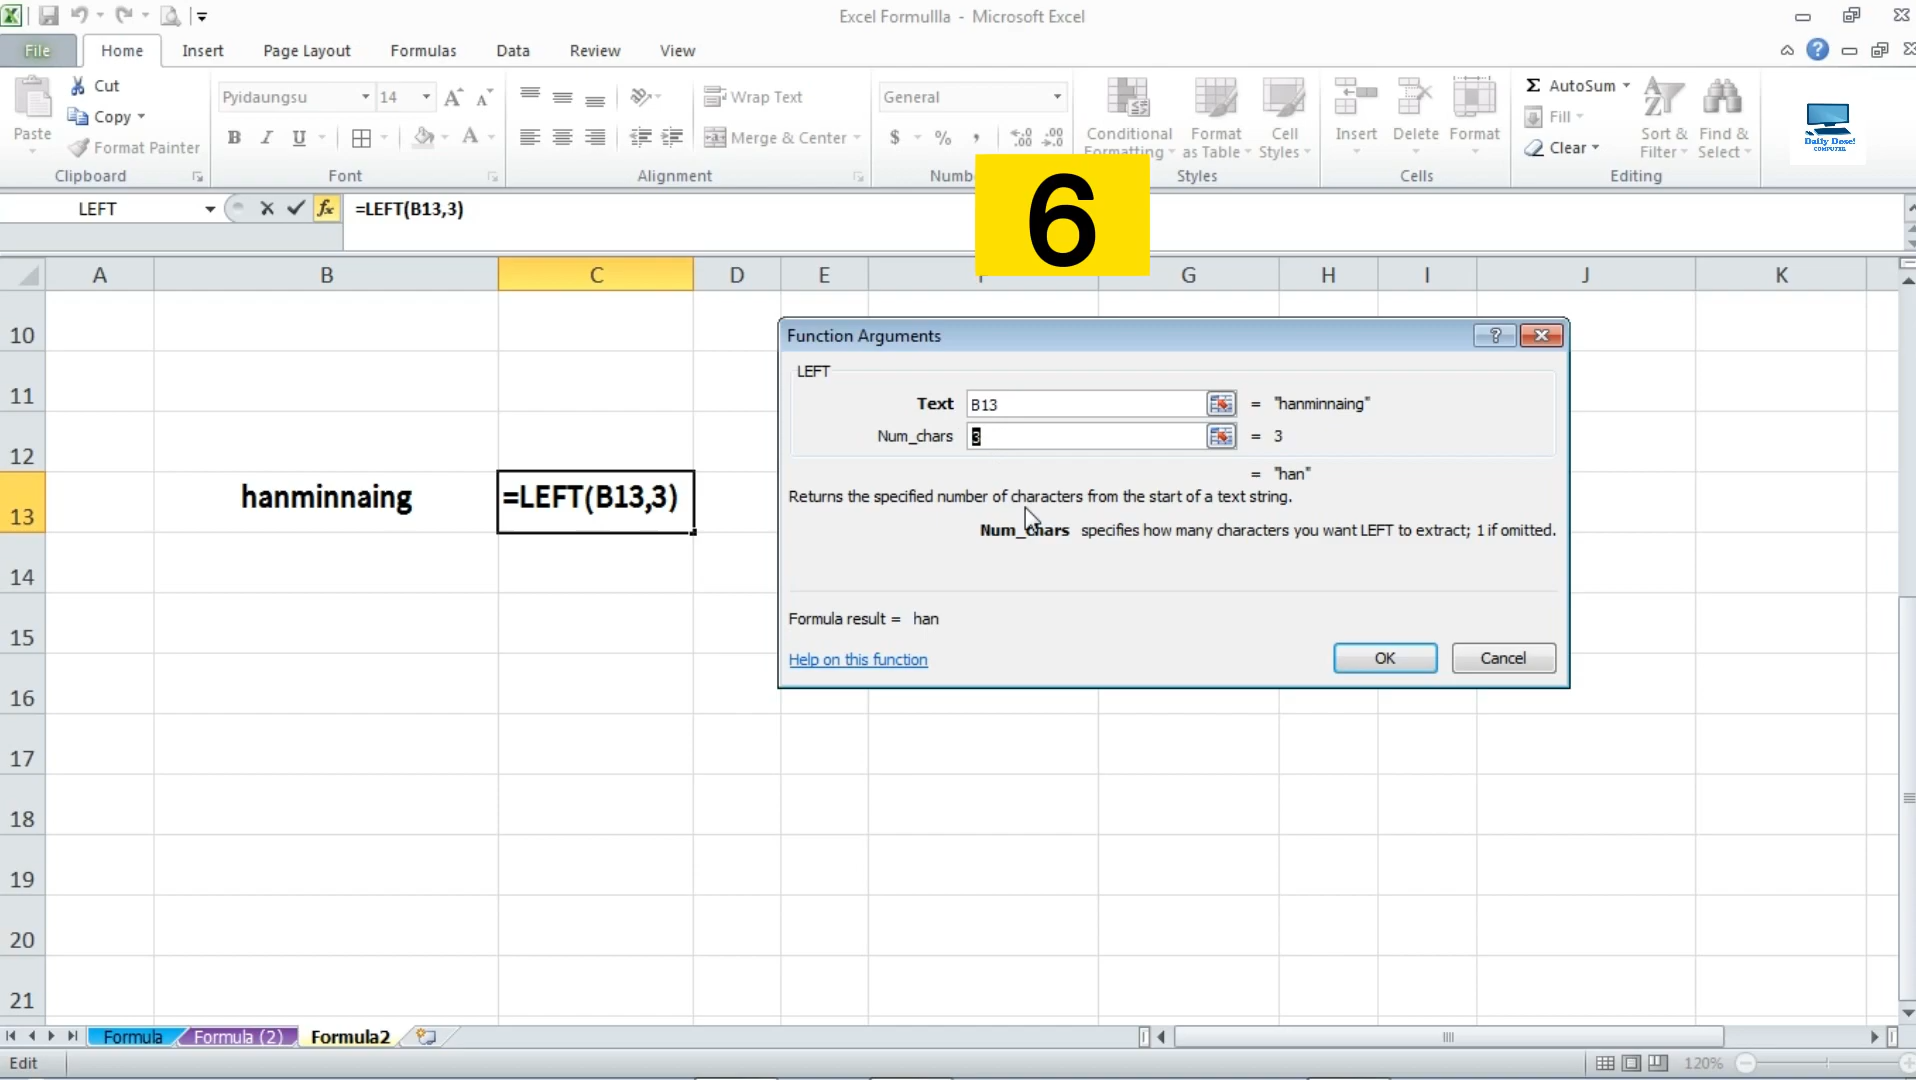 Excel Formullla - Microsoft Excel
File Home Insert Page Layout Formulas Data Review View
Paste
Cut
Copy
Format Painter
Clipboard
Pyidaungsu 14
B I U
Font
Wrap Text
Merge & Center
Alignment
General
$ % ,
Conditional
Format as Table
Cell Styles
Styles
Insert Delete Format
Cells
AutoSum
Fill
Clear
Sort & Filter
Find & Select
Editing
Daily Dose!
COMPUTER
6
LEFT
fx
=LEFT(B13,3)
A B C D E G H I J K
10
11
12
13 hanminnaing =LEFT(B13,3)
14
15
16
17
18
19
20
21
Function Arguments
LEFT
Text B13 = "hanminnaing"
Num_chars 3 = 3
= "han"
Returns the specified number of characters from the start of a text string.
Num_chars specifies how many characters you want LEFT to extract; 1 if omitted.
Formula result = han
Help on this function
OK Cancel
Formula Formula (2) Formula2
Edit
120%